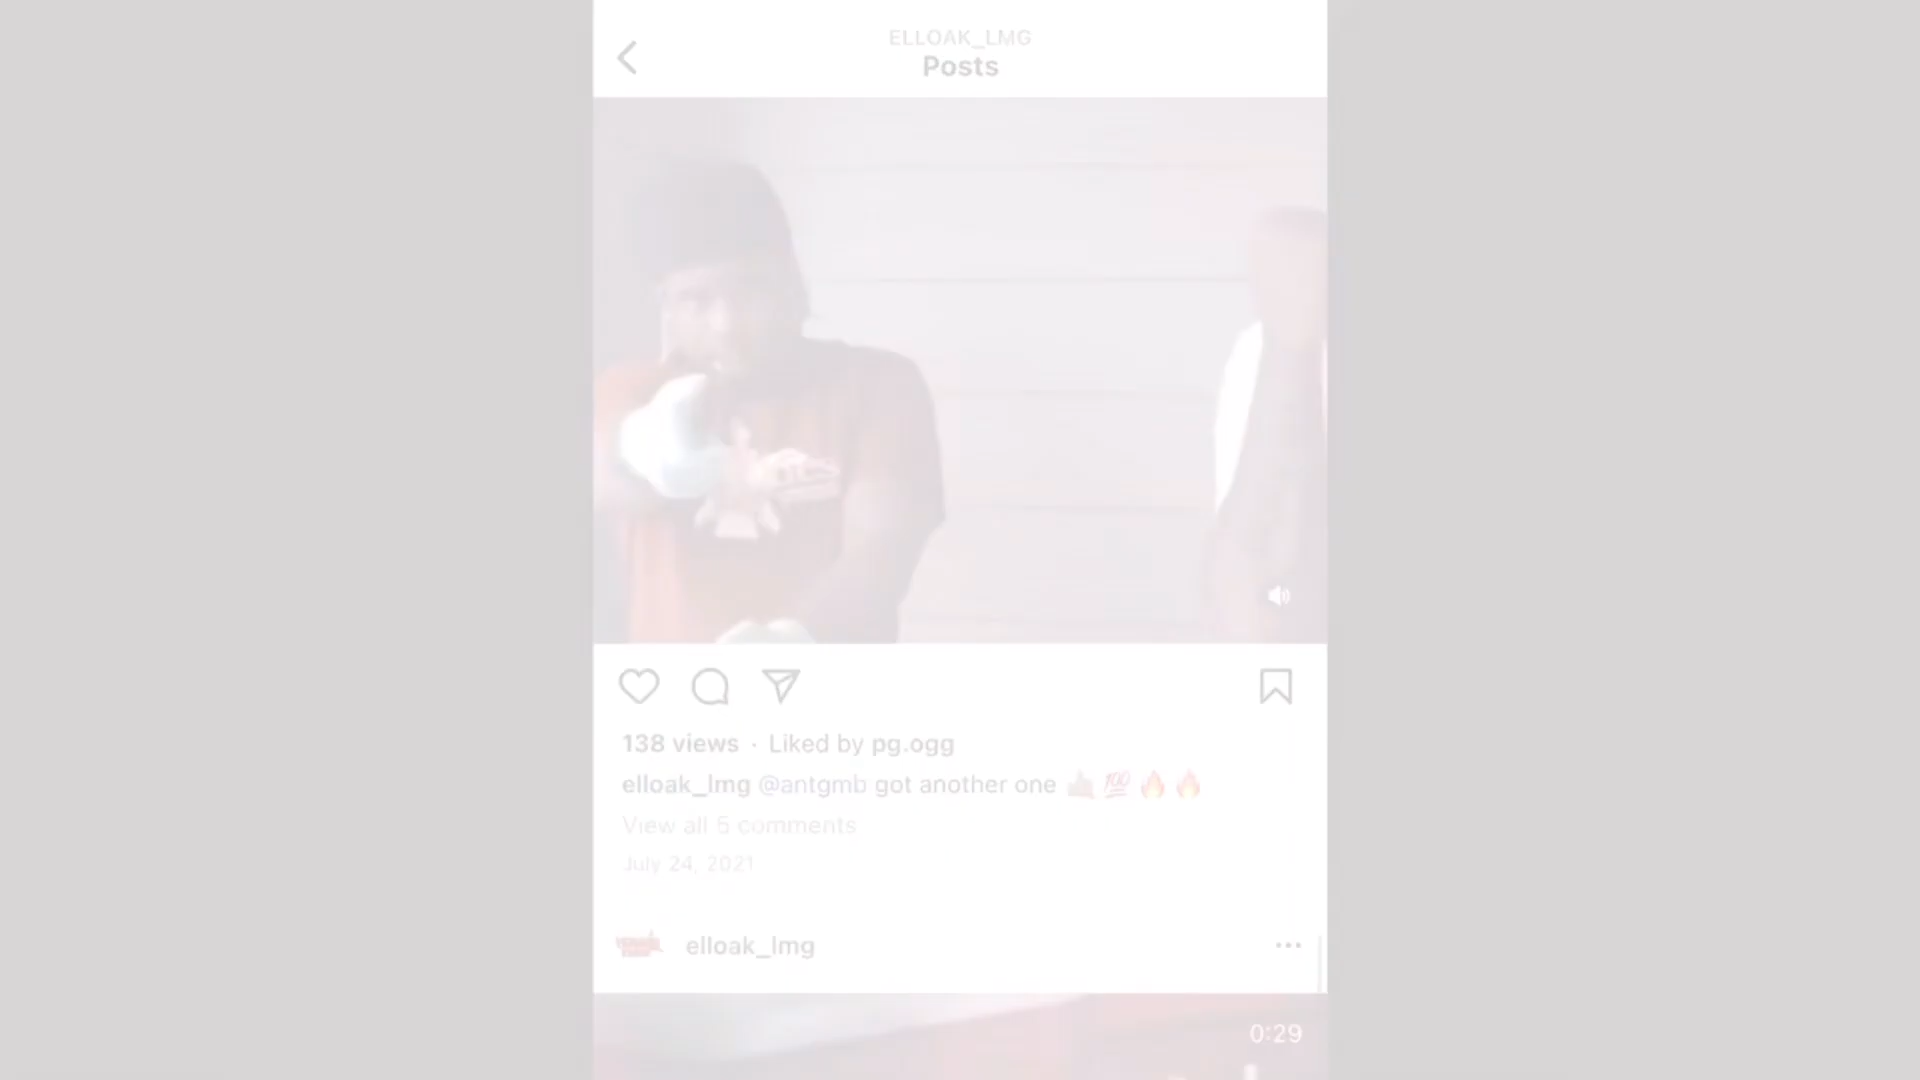 ELLOAK_LMG
Posts
138 views · Liked by pg.ogg
elloak_lmg @antgmb got another one 👍🏿 💯 🔥 🔥
View all 5 comments
July 24, 2021
elloak_lmg
0:29